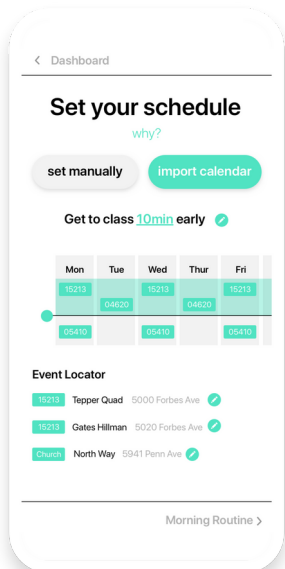 < Dashboard
Set your schedule
why?
set manually import calendar
Get to class 10min early
Mon Tue Wed Thur Fri
15213 15213 15213
04620 04620
05410 05410 05410
Event Locator
15213 Tepper Quad 5000 Forbes Ave
15213 Gates Hillman 5020 Forbes Ave
Church North Way 5941 Penn Ave
Morning Routine >